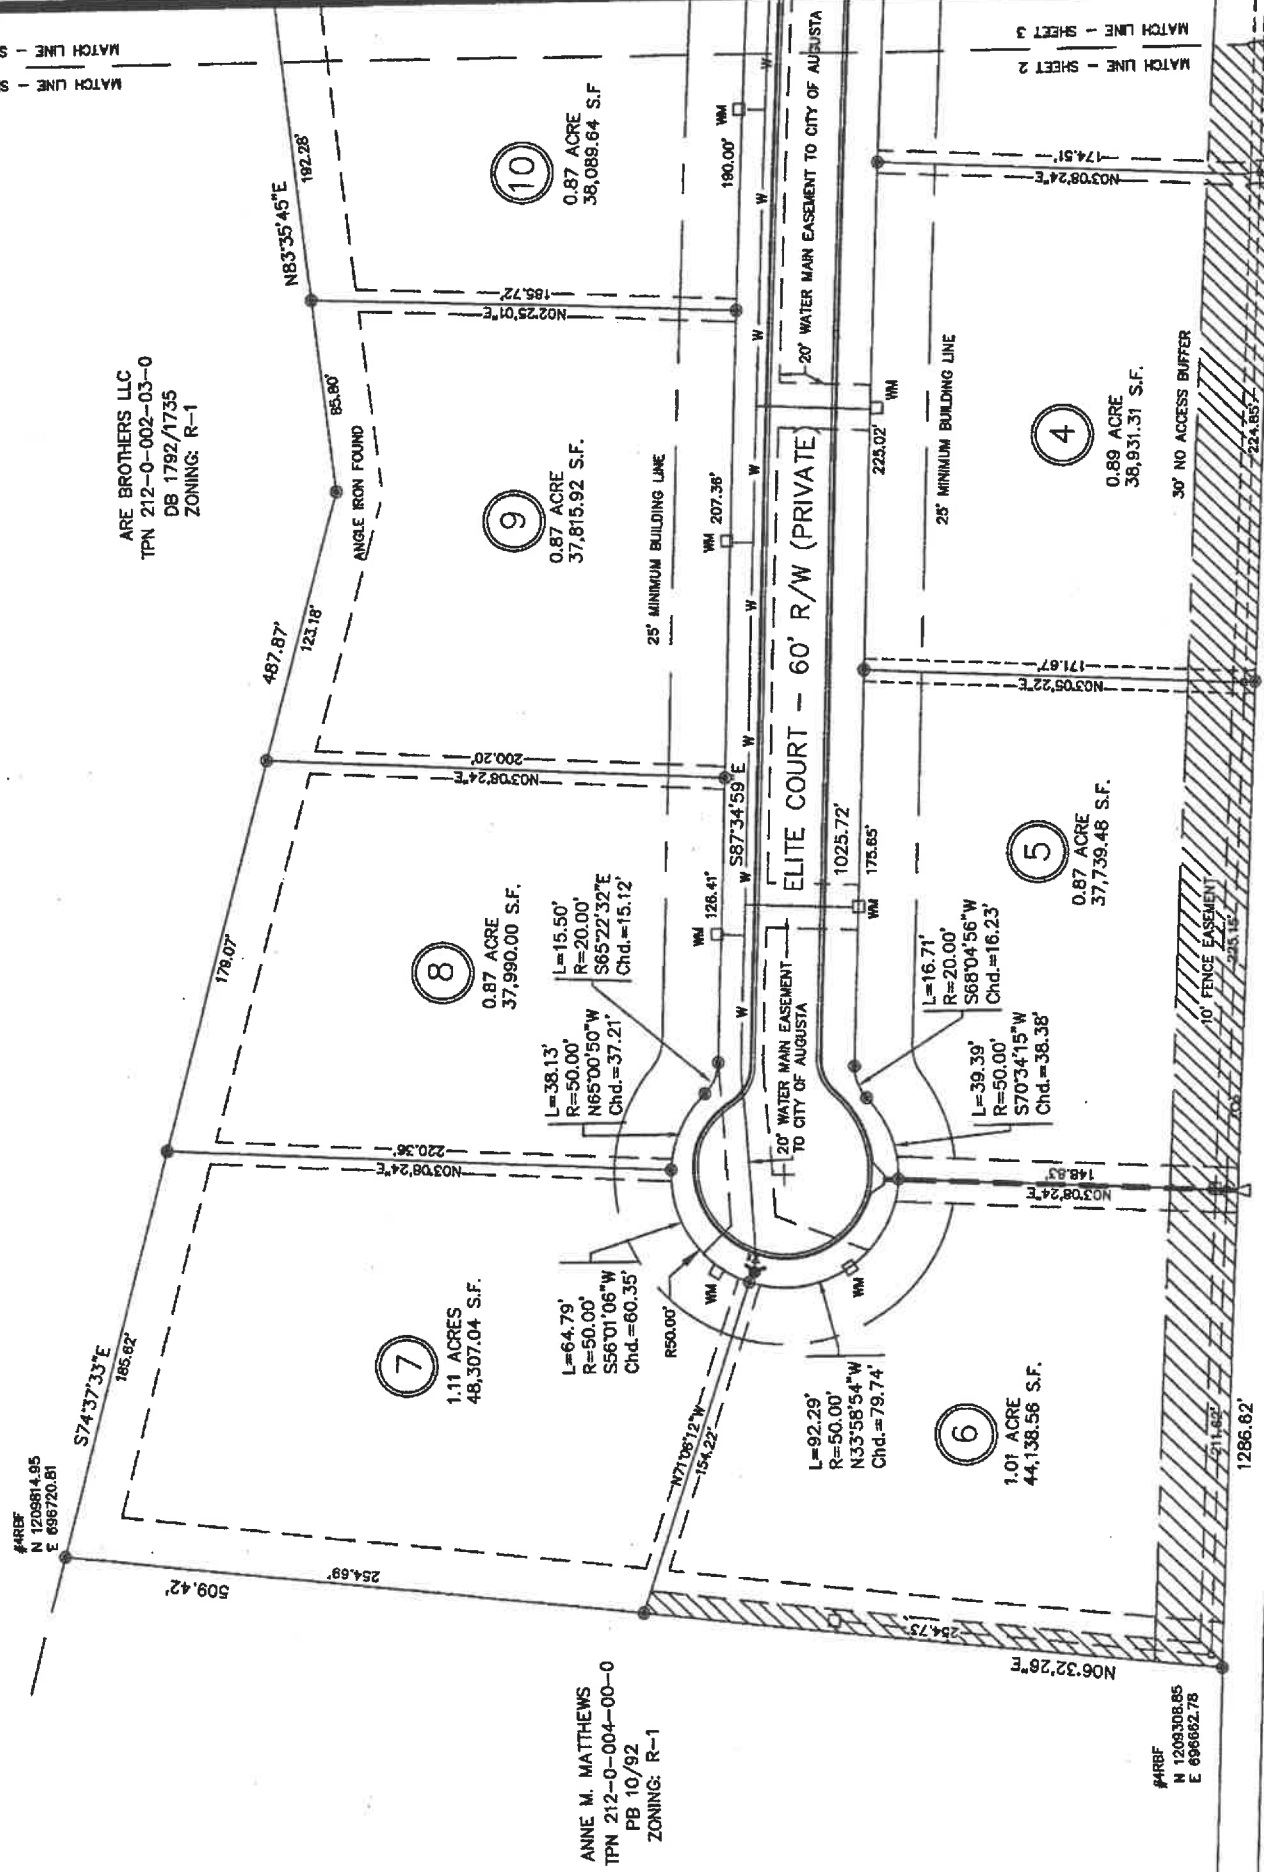 MATCH LINE - S
MATCH LINE - S
MATCH LINE - SHEET 3
MATCH LINE - SHEET 2
ARE BROTHERS LLC
TPN 212-0-002-03-0
DB 1792/1735
ZONING: R-1
N83°35'45"E
192.28'
85.80'
ANGLE IRON FOUND
487.87'
123.18'
179.07'
S74°37'33"E
185.62'
#4RBF
N 1209814.95
E 696720.81
509.42'
254.69'
10
0.87 ACRE
38,089.64 S.F
N02°25'01"E
185.72'
9
0.87 ACRE
37,815.92 S.F.
N03°08'24"E
200.20'
8
0.87 ACRE
37,990.00 S.F.
N03°08'24"E
220.36'
7
1.11 ACRES
48,307.04 S.F.
25' MINIMUM BUILDING LINE
190.00'
WM
207.36'
WM
S87°34'59"E
126.41'
WM
W
W
W
W
W
W
W
W
W
20' WATER MAIN EASEMENT TO CITY OF AUGUSTA
ELITE COURT - 60' R/W (PRIVATE
1025.72'
175.65'
225.02'
WM
WM
25' MINIMUM BUILDING LINE
20' WATER MAIN EASEMENT
TO CITY OF AUGUSTA
L=15.50'
R=20.00'
S65°22'32"E
Chd.=15.12'
L=38.13'
R=50.00'
N65°00'50"W
Chd.=37.21'
L=64.79'
R=50.00'
S56°01'06"W
Chd.=60.35'
R50.00'
WM
WM
L=92.29'
R=50.00'
N33°58'54"W
Chd.=79.74'
L=16.71'
R=20.00'
S68°04'56"W
Chd.=16.23'
L=39.39'
R=50.00'
S70°34'15"W
Chd.=38.38'
N71°06'12"W
154.22'
4
0.89 ACRE
38,931.31 S.F.
N03°08'24"E
174.51'
5
0.87 ACRE
37,739.48 S.F.
N03°05'22"E
171.67'
6
1.01 ACRE
44,138.56 S.F.
N03°08'24"E
148.83'
30' NO ACCESS BUFFER
224.85'
10' FENCE EASEMENT
225.15'
211.62'
1286.62'
254.73'
N06°32'26"E
#4RBF
N 1209308.85
E 696662.78
ANNE M. MATTHEWS
TPN 212-0-004-00-0
PB 10/92
ZONING: R-1